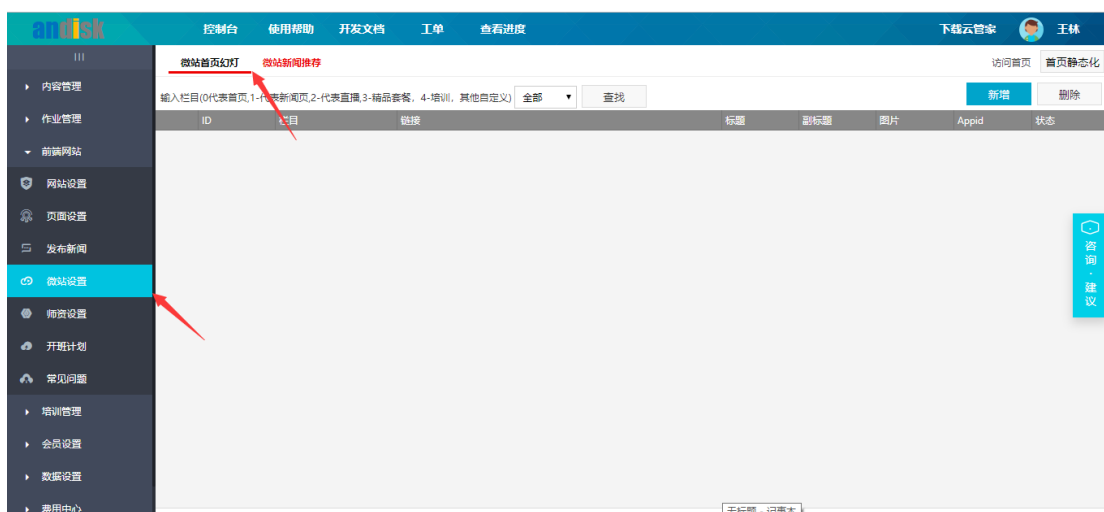 andisk 控制台 使用帮助 开发文档 工单 查看进度 下载云管家 王林
微站首页幻灯 微站新闻推荐 访问首页 首页静态化
输入栏目(0代表首页,1-代表新闻页,2-代表直播,3-精品套餐，4-培训，其他自定义) 全部 查找 新增 删除
ID 栏目 链接 标题 副标题 图片 Appid 状态
内容管理
作业管理
前端网站
网站设置
页面设置
发布新闻
微站设置
师资设置
开班计划
常见问题
培训管理
会员设置
数据设置
费用中心
咨询·建议
无标题 - 记事本